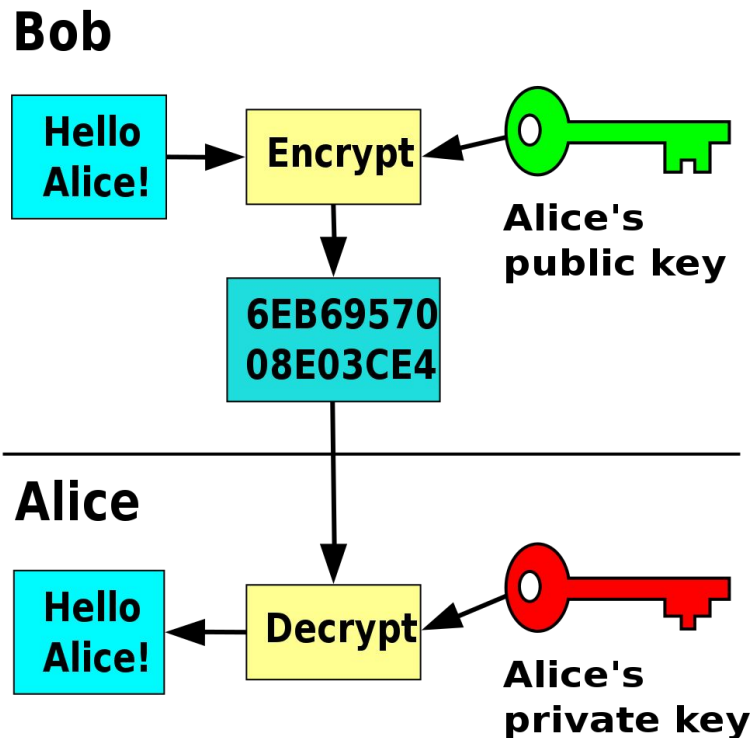 Bob
Hello
Alice!
Encrypt
Alice's
public key
6EB69570
08E03CE4
Alice
Hello
Alice!
Decrypt
Alice's
private key